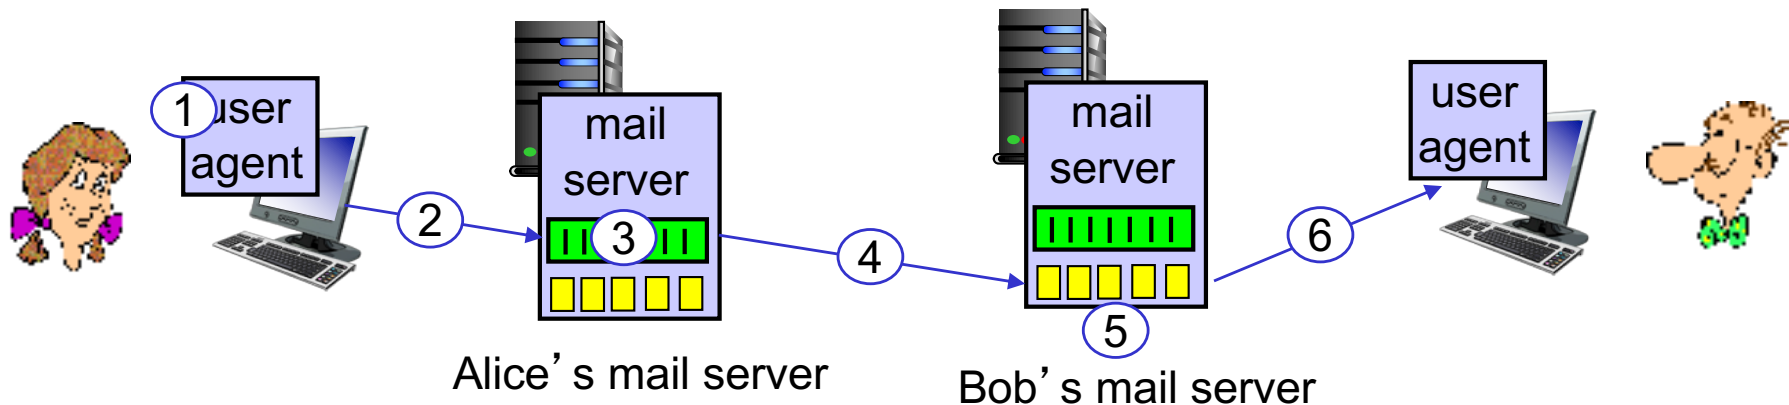 1
user
agent
2
mail
server
3
Alice's mail server
4
mail
server
5
Bob's mail server
6
user
agent